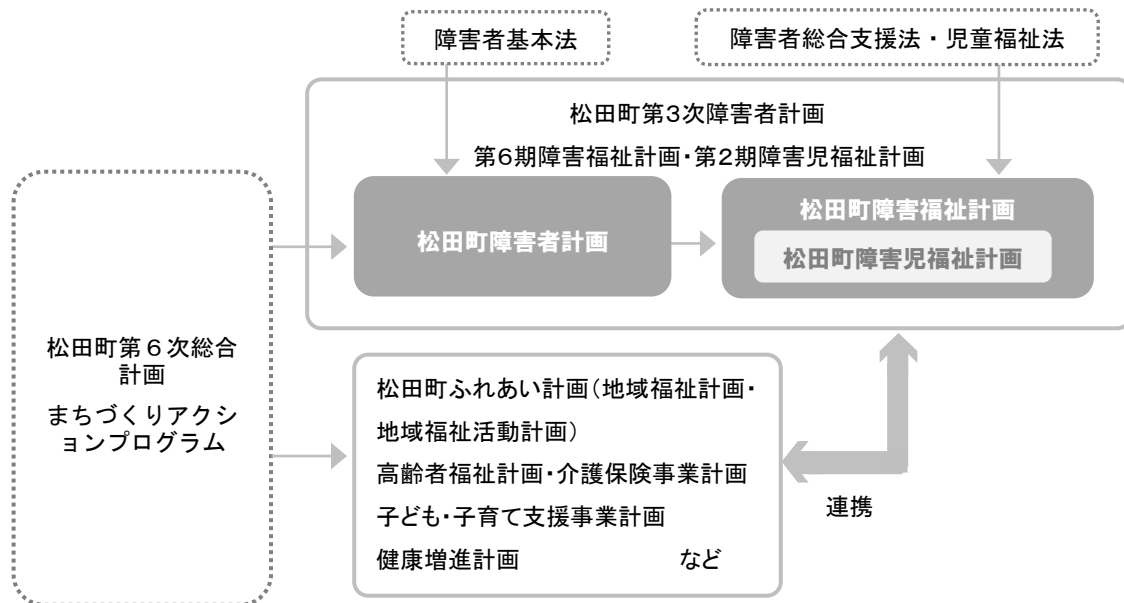 障害者基本法
障害者総合支援法・児童福祉法
松田町第3次障害者計画
第6期障害福祉計画・第2期障害児福祉計画
松田町障害者計画
松田町障害福祉計画
松田町障害児福祉計画
松田町第6次総合
計画
まちづくりアクシ
ョンプログラム
松田町ふれあい計画(地域福祉計画・
地域福祉活動計画)
高齢者福祉計画・介護保険事業計画
子ども・子育て支援事業計画
健康増進計画 など
連携